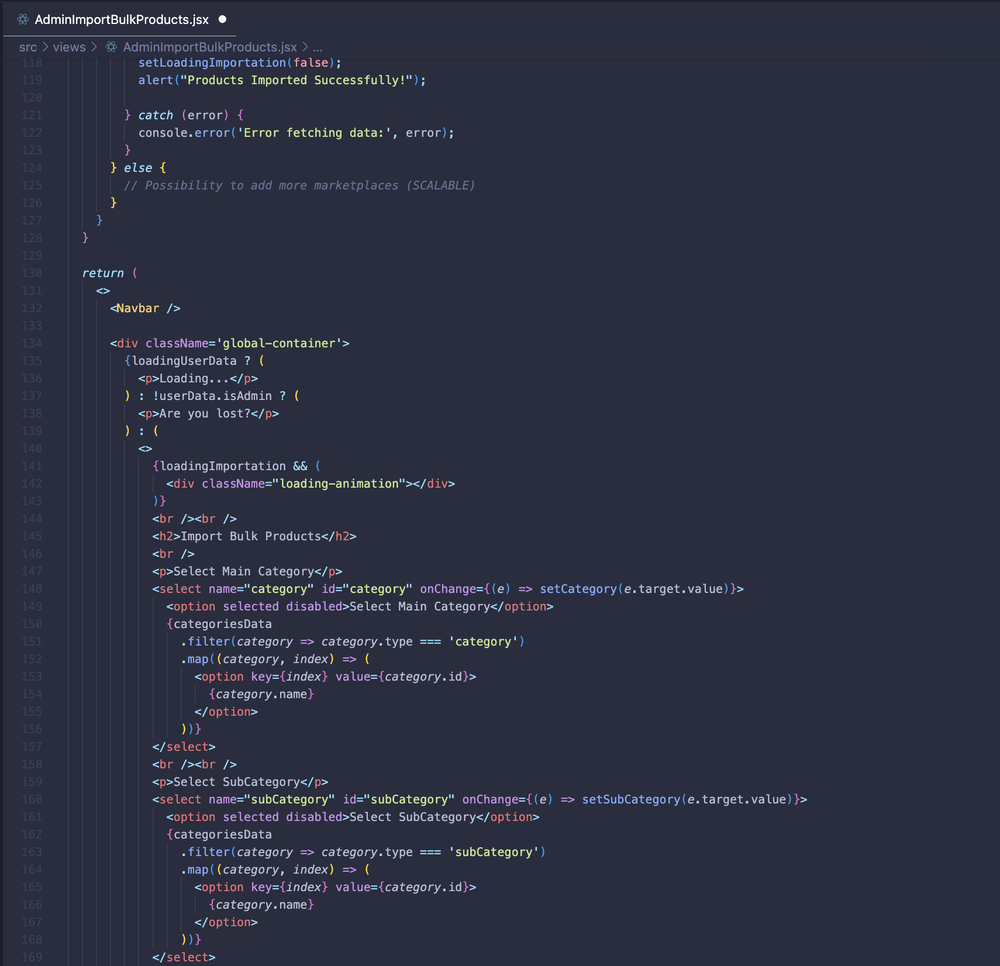 AdminImportBulkProducts.jsx
src > views > AdminImportBulkProducts.jsx > ...
118 setLoadingImportation(false);
119 alert("Products Imported Successfully!");
120
121 } catch (error) {
122 console.error('Error fetching data:', error);
123 }
124 } else {
125 // Possibility to add more marketplaces (SCALABLE)
126 }
127 }
128 }
129
130 return (
131 <>
132 <Navbar />
133
134 <div className='global-container'>
135 {loadingUserData ? (
136 <p>Loading...</p>
137 ) : !userData.isAdmin ? (
138 <p>Are you lost?</p>
139 ) : (
140 <>
141 {loadingImportation && (
142 <div className="loading-animation"></div>
143 )}
144 <br /><br />
145 <h2>Import Bulk Products</h2>
146 <br />
147 <p>Select Main Category</p>
148 <select name="category" id="category" onChange={(e) => setCategory(e.target.value)}>
149 <option selected disabled>Select Main Category</option>
150 {categoriesData
151 .filter(category => category.type === 'category')
152 .map((category, index) => (
153 <option key={index} value={category.id}>
154 {category.name}
155 </option>
156 ))}
157 </select>
158 <br /><br />
159 <p>Select SubCategory</p>
160 <select name="subCategory" id="subCategory" onChange={(e) => setSubCategory(e.target.value)}>
161 <option selected disabled>Select SubCategory</option>
162 {categoriesData
163 .filter(category => category.type === 'subCategory')
164 .map((category, index) => (
165 <option key={index} value={category.id}>
166 {category.name}
167 </option>
168 ))}
169 </select>